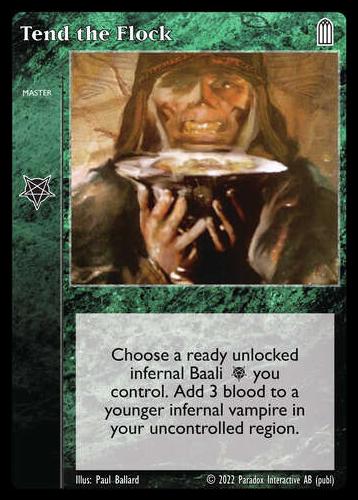 Tend the Flock
MASTER
Choose a ready unlocked
infernal Baali you
control. Add 3 blood to a
younger infernal vampire in
your uncontrolled region.
Illus: Paul Ballard © 2022 Paradox Interactive AB (publ)